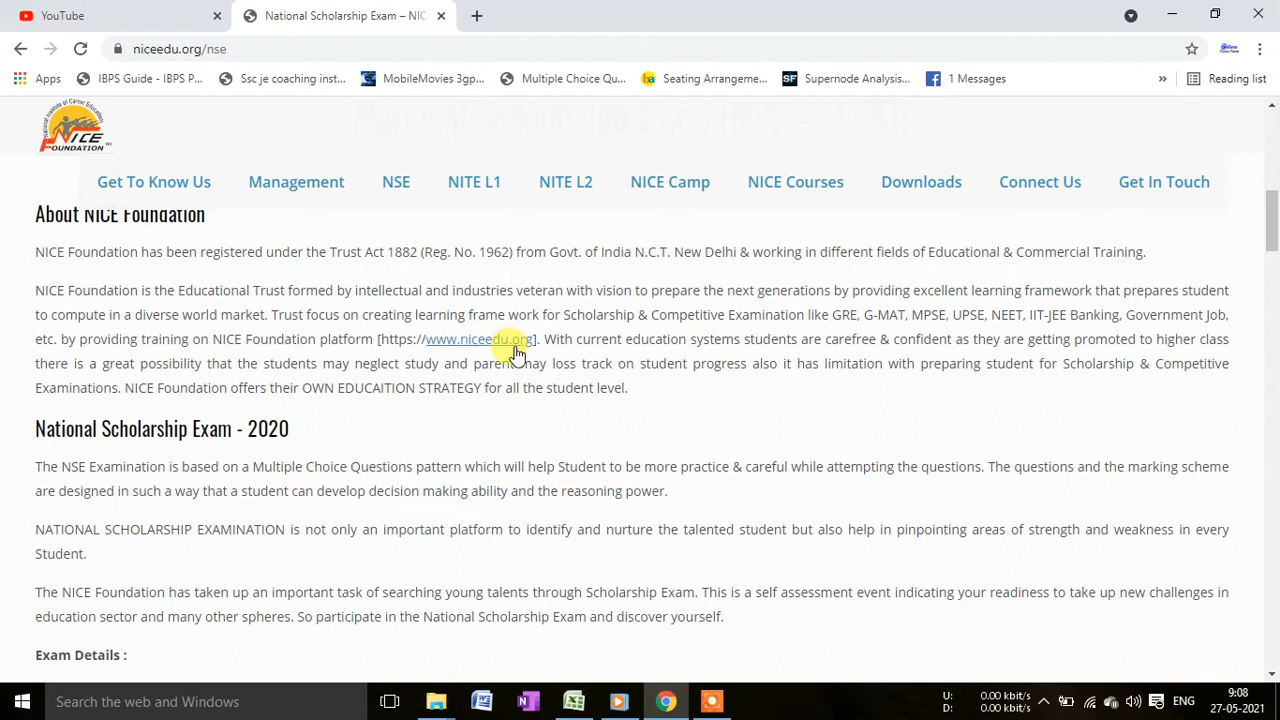 YouTube
National Scholarship Exam – NIC
niceedu.org/nse
Apps
IBPS Guide - IBPS P...
Ssc je coaching inst...
MobileMovies 3gp...
Multiple Choice Qu...
Seating Arrangeme...
Supernode Analysis...
1 Messages
»
Reading list
NICE
FOUNDATION
Get To Know Us
Management
NSE
NITE L1
NITE L2
NICE Camp
NICE Courses
Downloads
Connect Us
Get In Touch
About NICE Foundation
NICE Foundation has been registered under the Trust Act 1882 (Reg. No. 1962) from Govt. of India N.C.T. New Delhi & working in different fields of Educational & Commercial Training.
NICE Foundation is the Educational Trust formed by intellectual and industries veteran with vision to prepare the next generations by providing excellent learning framework that prepares student
to compute in a diverse world market. Trust focus on creating learning frame work for Scholarship & Competitive Examination like GRE, G-MAT, MPSE, UPSE, NEET, IIT-JEE Banking, Government Job,
etc. by providing training on NICE Foundation platform [https://www.niceedu.org]. With current education systems students are carefree & confident as they are getting promoted to higher class
there is a great possibility that the students may neglect study and parent may loss track on student progress also it has limitation with preparing student for Scholarship & Competitive
Examinations. NICE Foundation offers their OWN EDUCAITION STRATEGY for all the student level.
National Scholarship Exam - 2020
The NSE Examination is based on a Multiple Choice Questions pattern which will help Student to be more practice & careful while attempting the questions. The questions and the marking scheme
are designed in such a way that a student can develop decision making ability and the reasoning power.
NATIONAL SCHOLARSHIP EXAMINATION is not only an important platform to identify and nurture the talented student but also help in pinpointing areas of strength and weakness in every
Student.
The NICE Foundation has taken up an important task of searching young talents through Scholarship Exam. This is a self assessment event indicating your readiness to take up new challenges in
education sector and many other spheres. So participate in the National Scholarship Exam and discover yourself.
Exam Details :
Search the web and Windows
U: 0.00 kbit/s
D: 0.00 kbit/s
ENG
9:08
27-05-2021